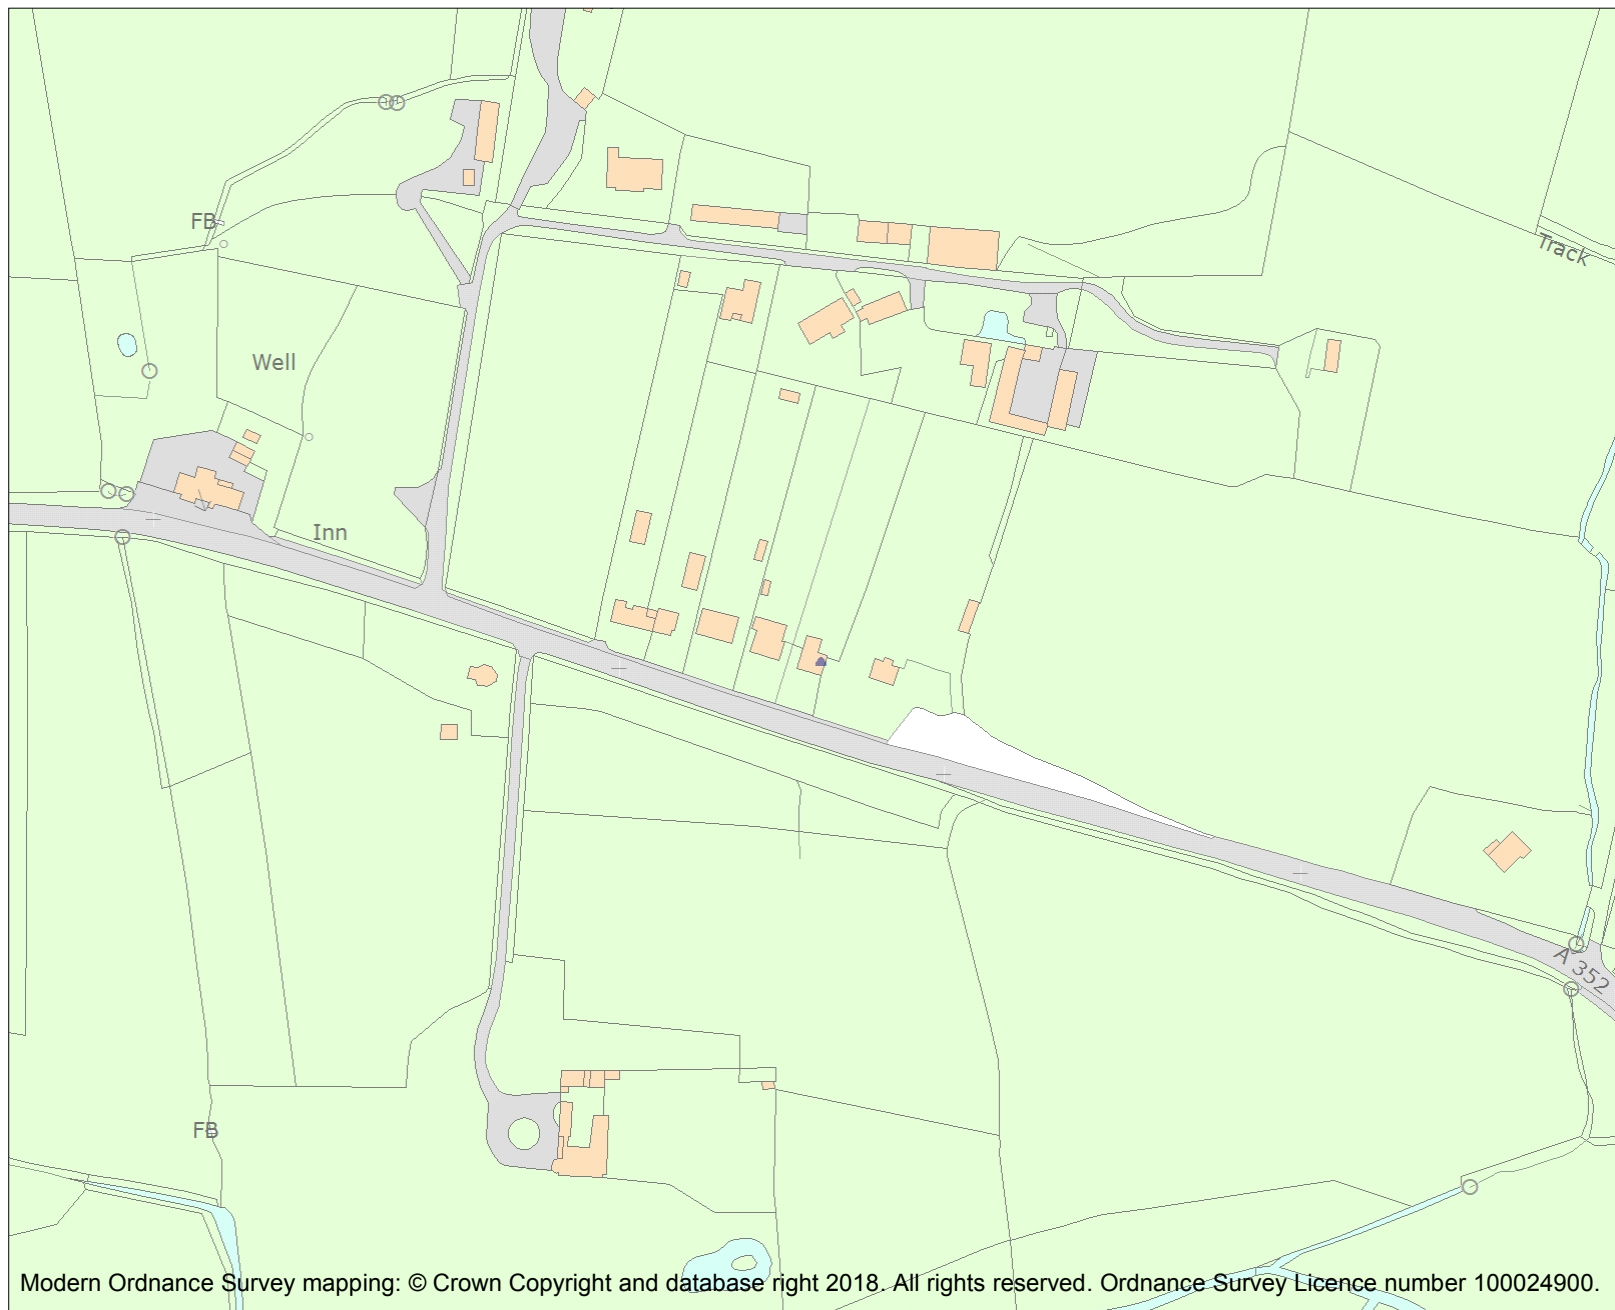 FB
Track
Well
Inn
A 352
FB
Modern Ordnance Survey mapping: © Crown Copyright and database right 2018. All rights reserved. Ordnance Survey Licence number 100024900.